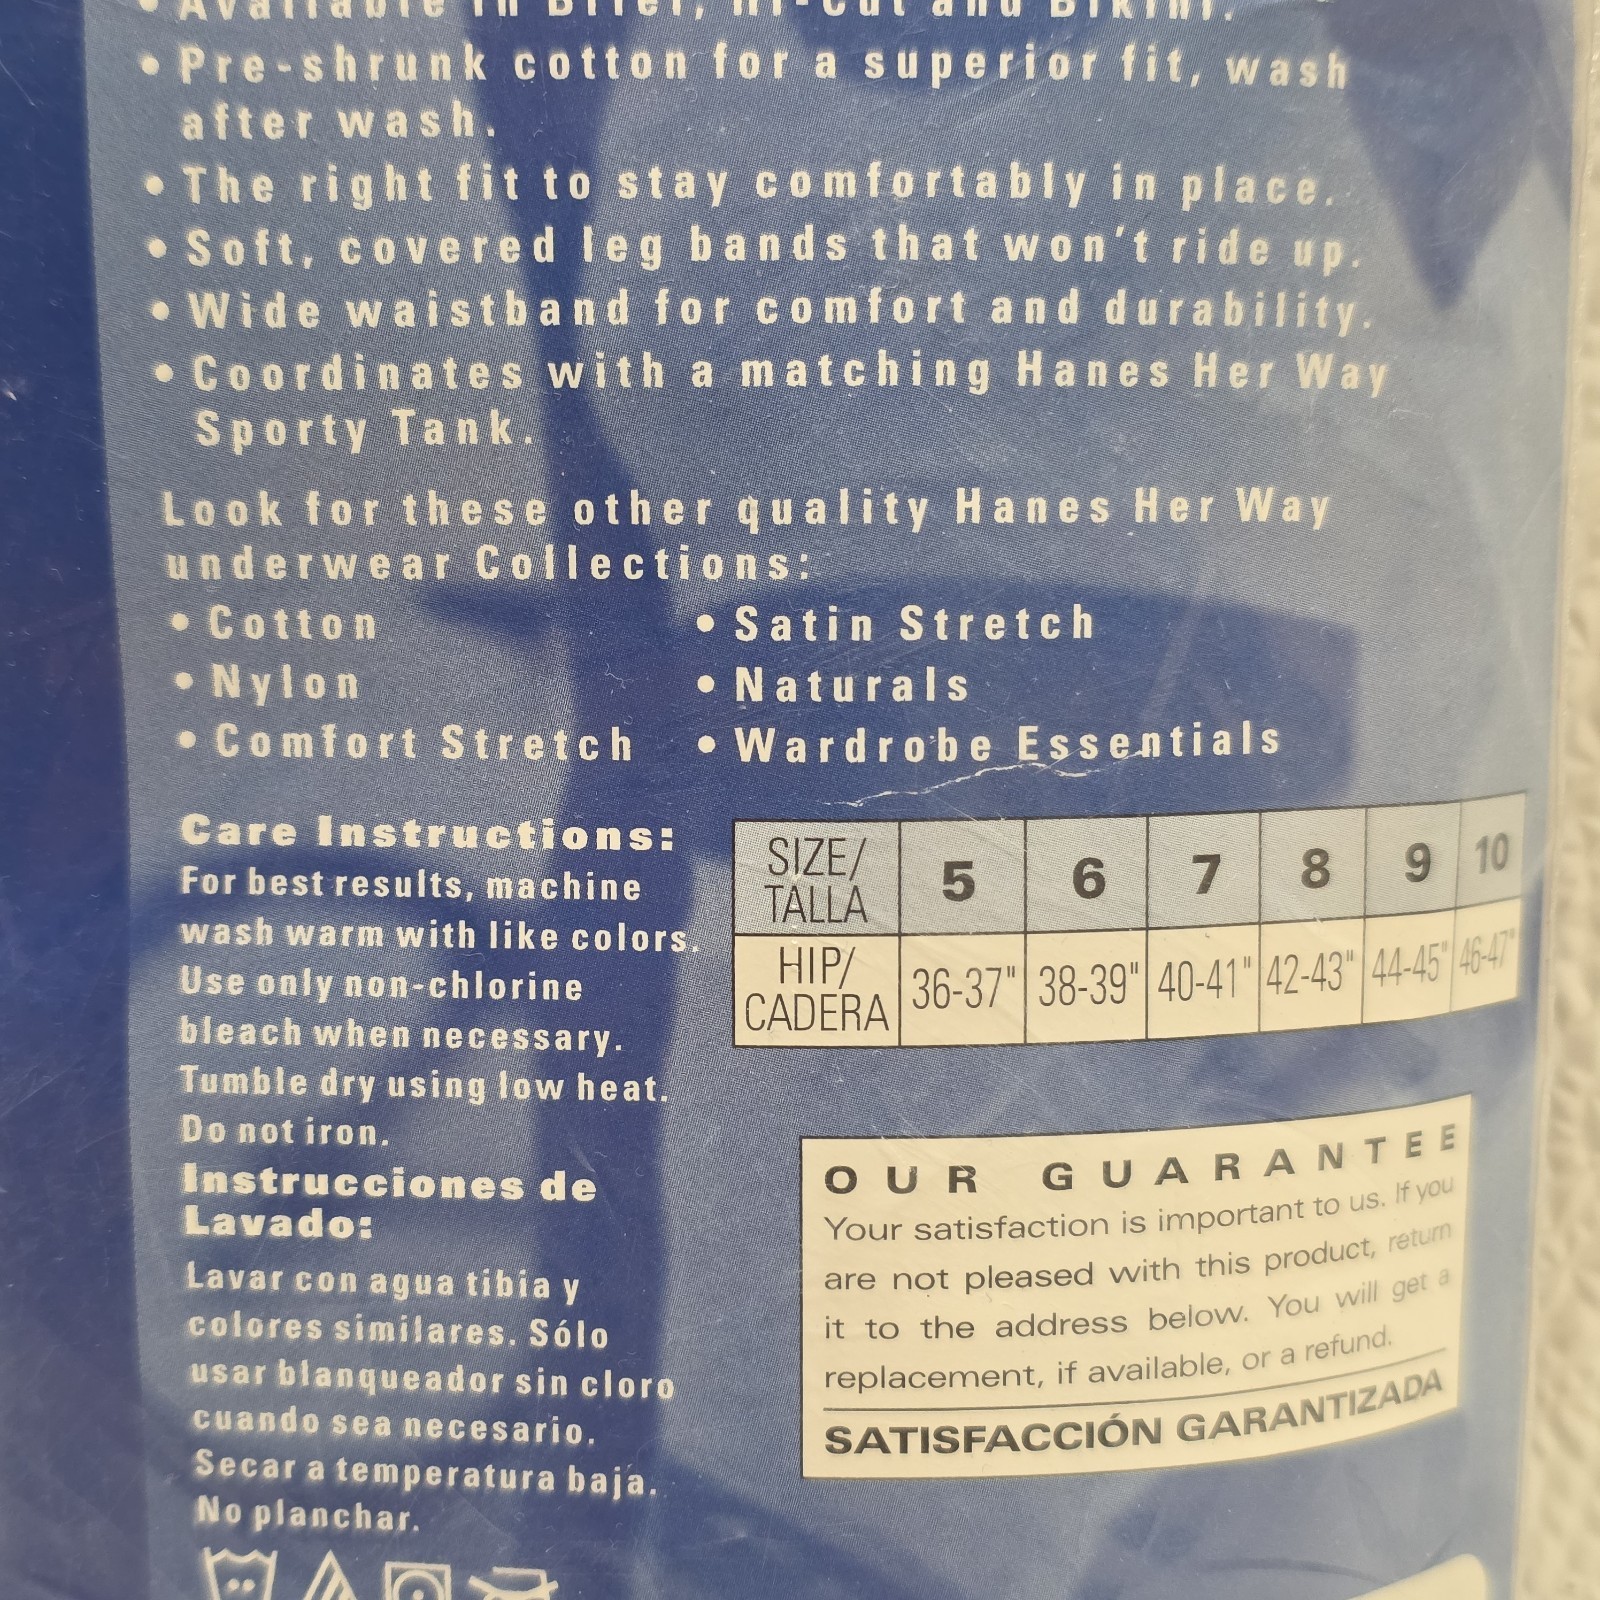 • Available in Brief, Hi-Cut and Bikini.
• Pre-shrunk cotton for a superior fit, wash
after wash.
• The right fit to stay comfortably in place.
• Soft, covered leg bands that won't ride up.
• Wide waistband for comfort and durability.
• Coordinates with a matching Hanes Her Way
Sporty Tank.
Look for these other quality Hanes Her Way
underwear Collections:
• Cotton
• Nylon
• Comfort Stretch
• Satin Stretch
• Naturals
• Wardrobe Essentials
Care Instructions:
For best results, machine
wash warm with like colors.
Use only non-chlorine
bleach when necessary.
Tumble dry using low heat.
Do not iron.
Instrucciones de
Lavado:
Lavar con agua tibia y
colores similares. Sólo
usar blanqueador sin cloro
cuando sea necesario.
Secar a temperatura baja.
No planchar.
SIZE/ TALLA 5 6 7 8 9 10
HIP/ CADERA 36-37" 38-39" 40-41" 42-43" 44-45" 46-47"
OUR GUARANTEE
Your satisfaction is important to us. If you
are not pleased with this product, return
it to the address below. You will get a
replacement, if available, or a refund.
SATISFACCIÓN GARANTIZADA